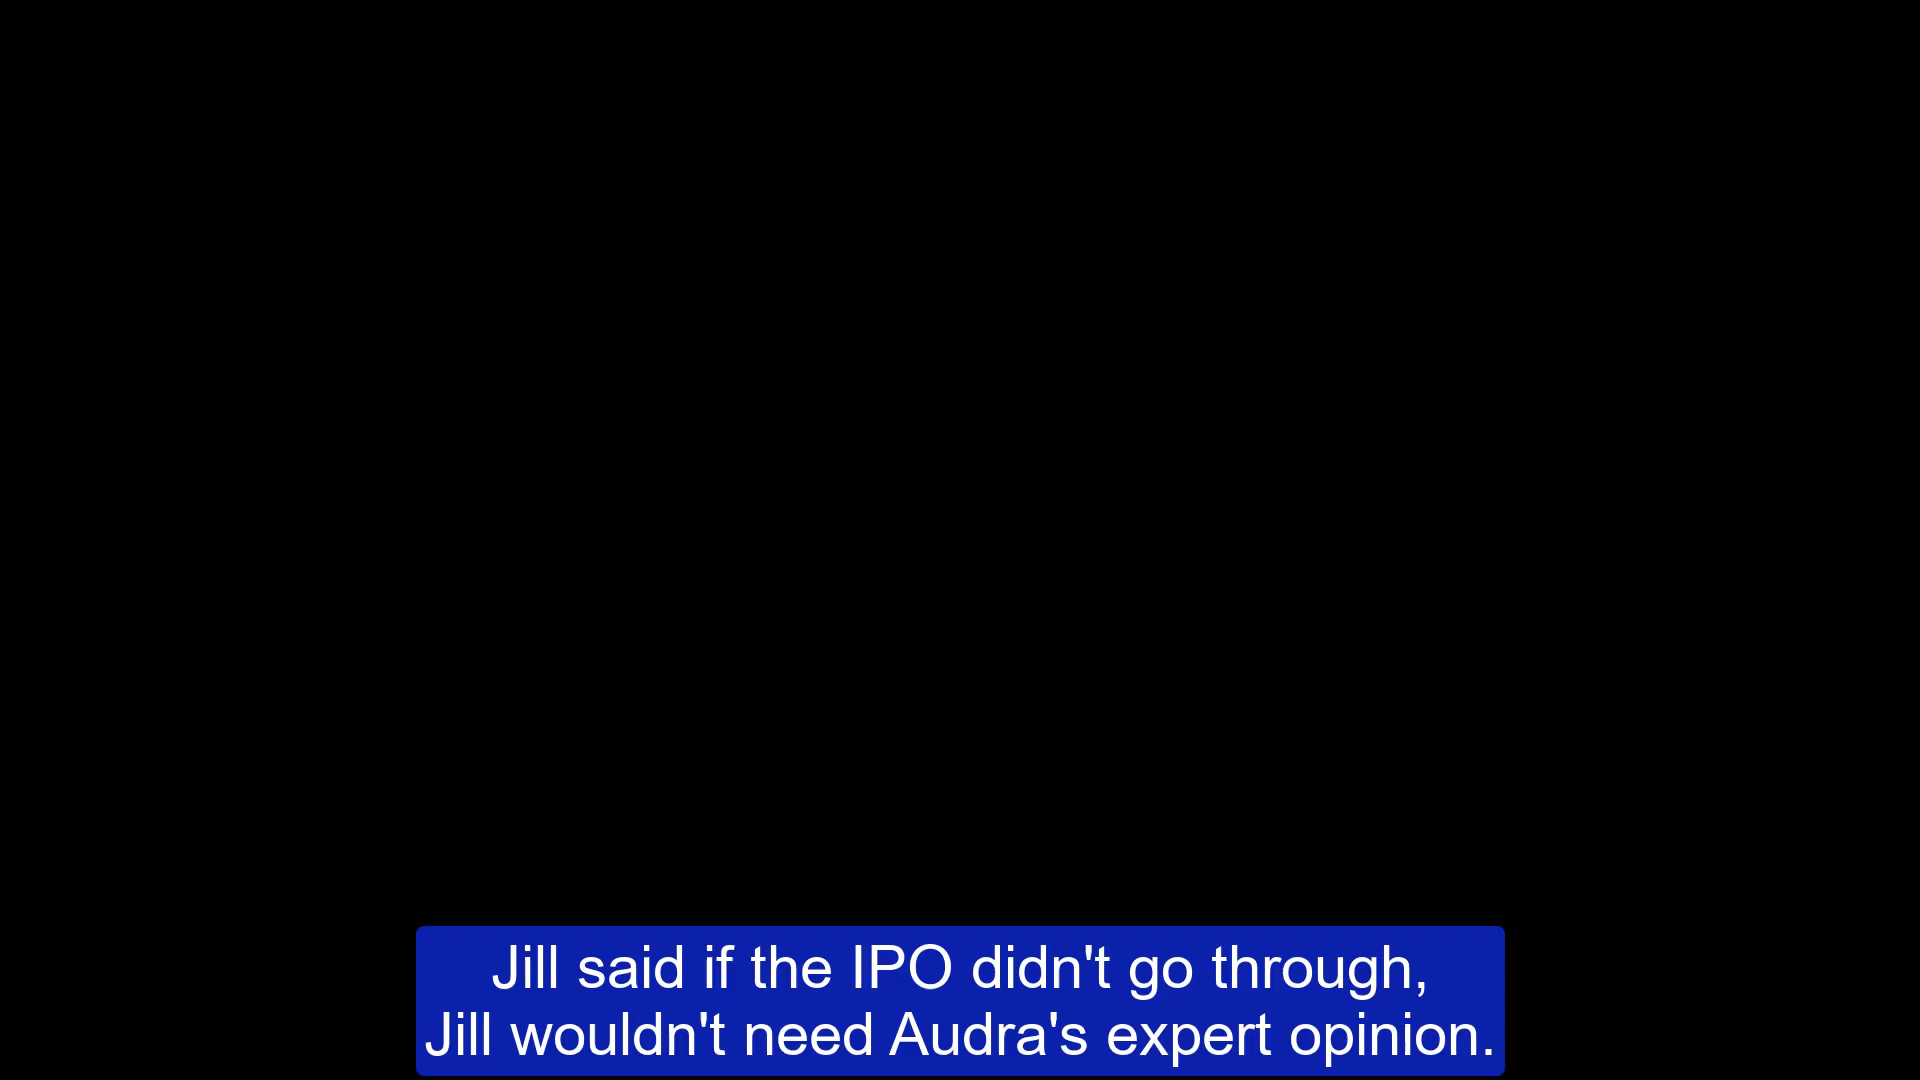 Jill said if the IPO didn't go through,
Jill wouldn't need Audra's expert opinion.